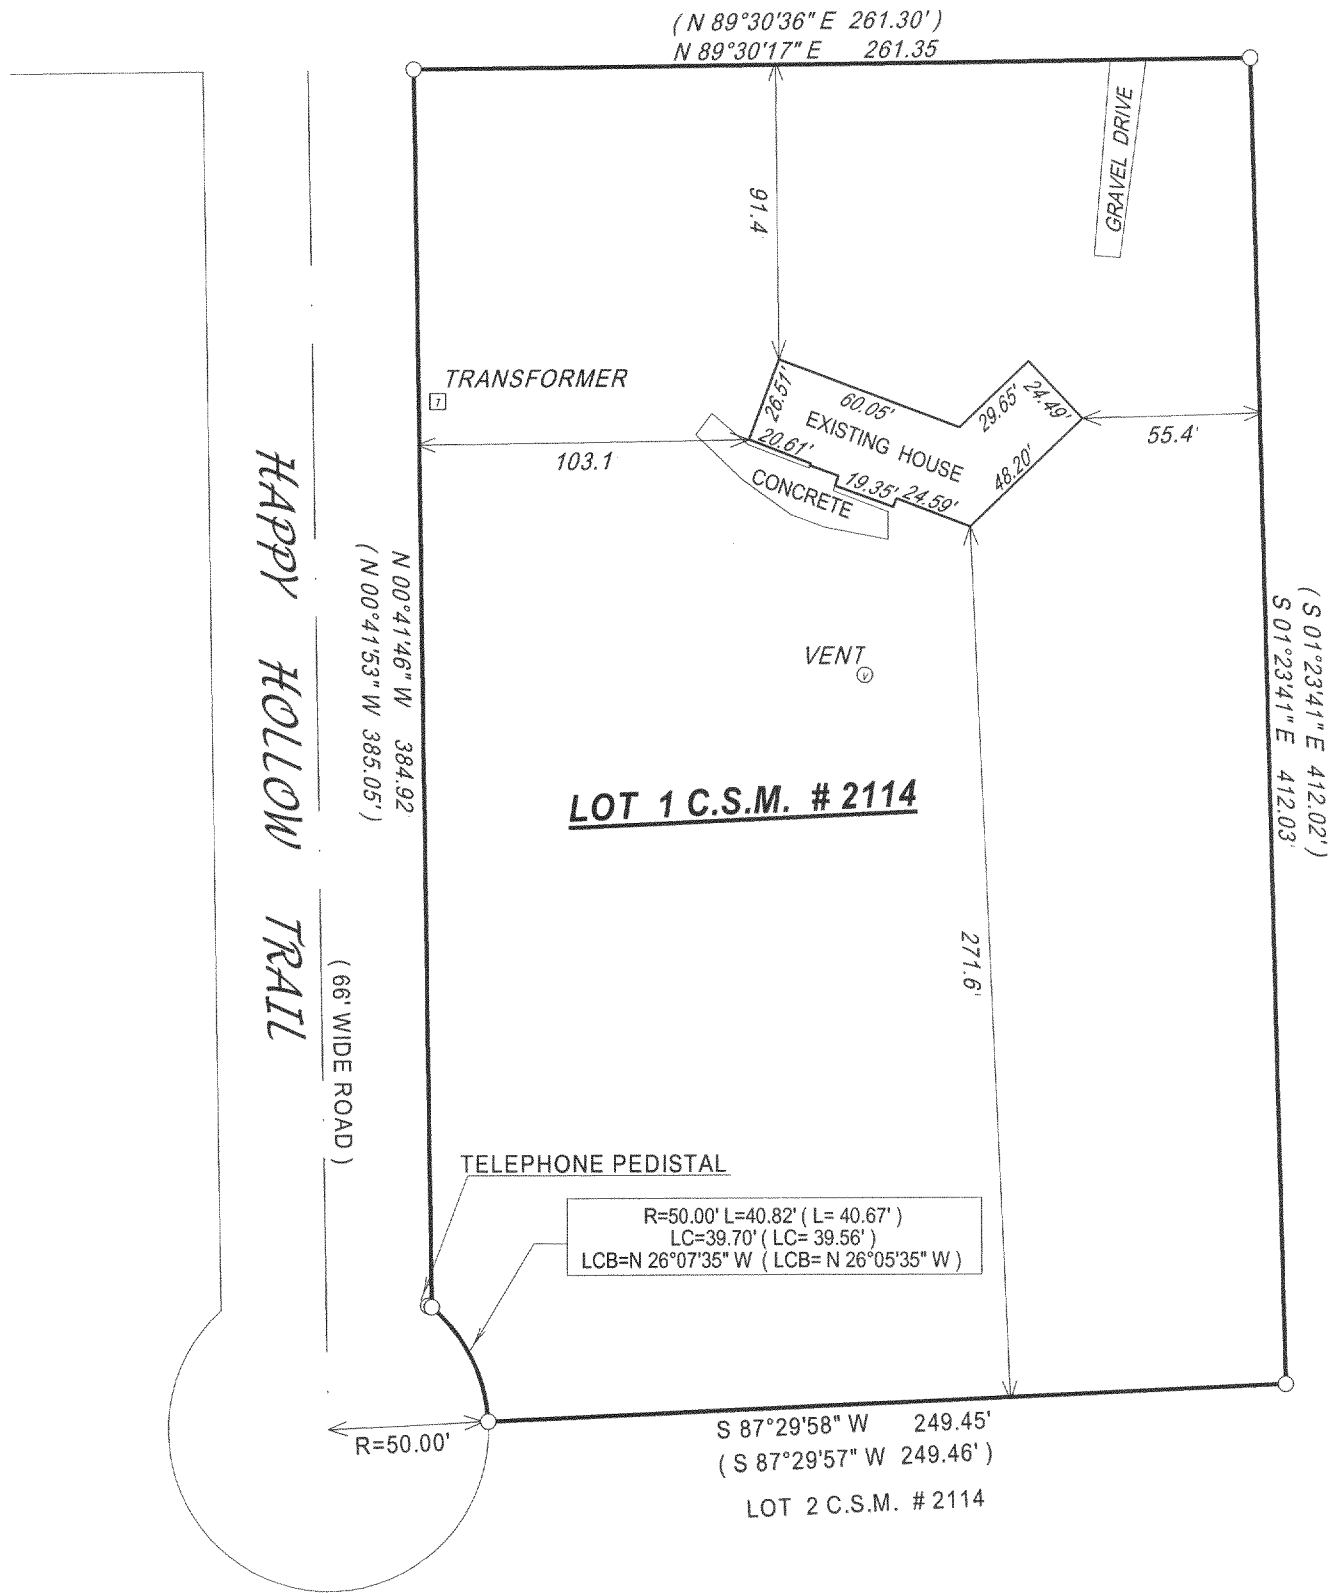 ( N 89°30'36" E 261.30' )
N 89°30'17" E 261.35
GRAVEL DRIVE
91.4'
TRANSFORMER
T
26.51'
60.05'
29.65'
24.49'
EXISTING HOUSE
20.61'
CONCRETE
19.35'
24.59'
48.20'
55.4'
103.1
HAPPY HOLLOW TRAIL
( 66' WIDE ROAD )
N 00°41'46" W 384.92'
( N 00°41'53" W 385.05' )
( S 01°23'41" E 412.02' )
S 01°23'41" E 412.03'
VENT
V
LOT 1 C.S.M. # 2114
271.6'
TELEPHONE PEDISTAL
R=50.00' L=40.82' ( L= 40.67' )
LC=39.70' ( LC= 39.56' )
LCB=N 26°07'35" W ( LCB= N 26°05'35" W )
R=50.00'
S 87°29'58" W 249.45'
( S 87°29'57" W 249.46' )
LOT 2 C.S.M. # 2114